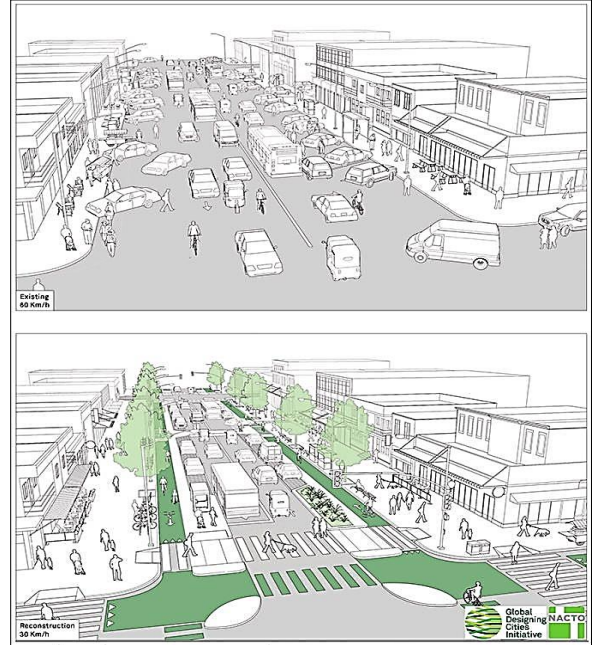 Existing
60 Km/h
Reconstruction
30 Km/h
Global
Designing
Cities
Initiative
NACTO